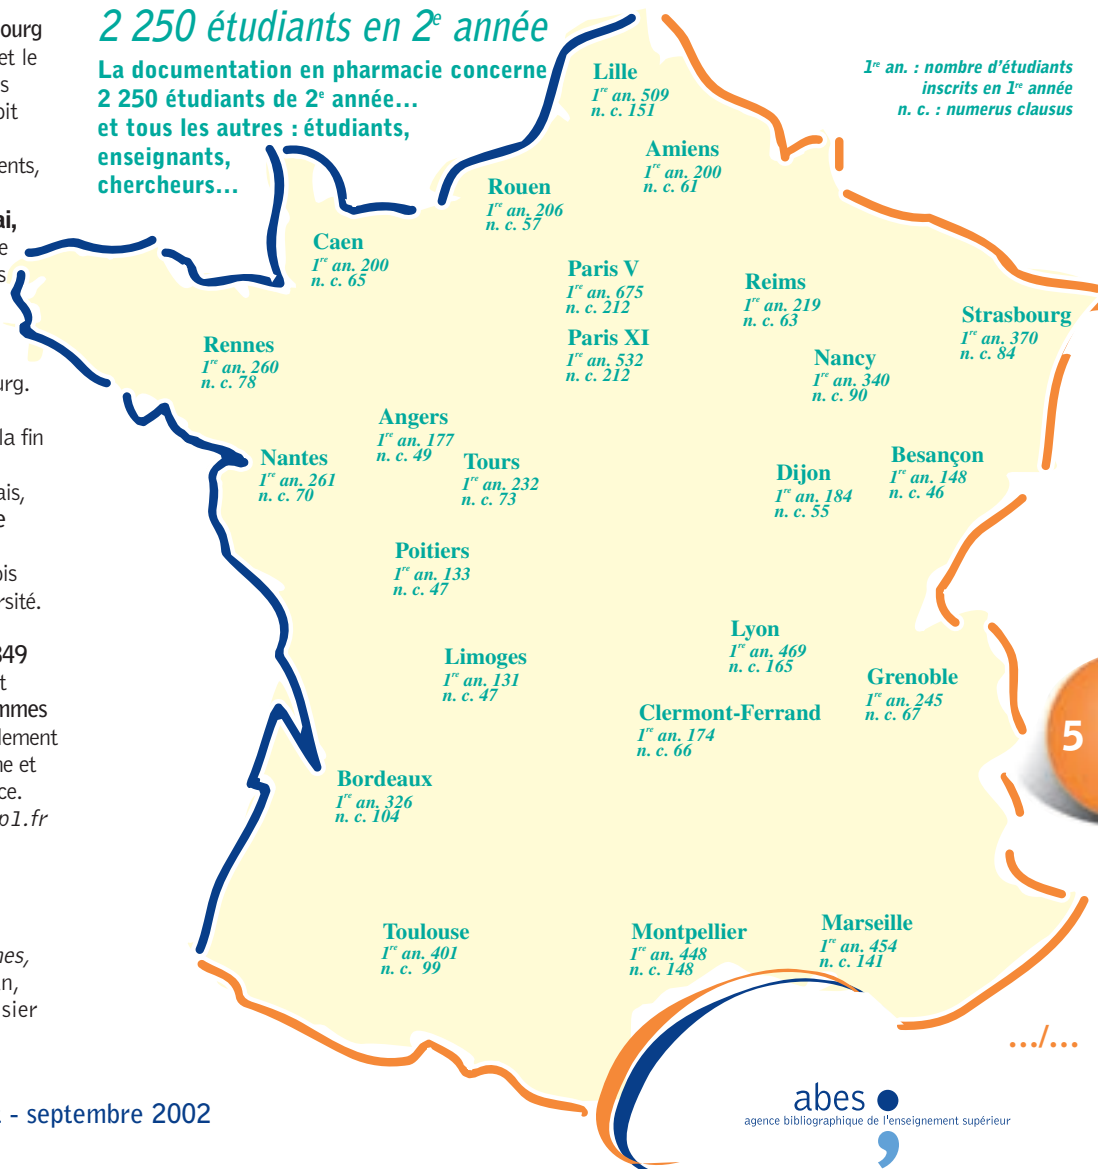 2 250 étudiants en 2e année
La documentation en pharmacie concerne
2 250 étudiants de 2e année...
et tous les autres : étudiants,
enseignants,
chercheurs...
1re an. : nombre d'étudiants
inscrits en 1re année
n. c. : numerus clausus
et le
ai,
la fin
et
ne et
Lille
1re an. 509
n. c. 151
Amiens
1re an. 200
n. c. 61
Rouen
1re an. 206
n. c. 57
Caen
1re an. 200
n. c. 65
Paris V
1re an. 675
n. c. 212
Reims
1re an. 219
n. c. 63
Strasbourg
1re an. 370
n. c. 84
Paris XI
1re an. 532
n. c. 212
Rennes
1re an. 260
n. c. 78
Nancy
1re an. 340
n. c. 90
Angers
1re an. 177
n. c. 49
Nantes
1re an. 261
n. c. 70
Tours
1re an. 232
n. c. 73
Besançon
1re an. 148
n. c. 46
Dijon
1re an. 184
n. c. 55
Poitiers
1re an. 133
n. c. 47
Lyon
1re an. 469
n. c. 165
Limoges
1re an. 131
n. c. 47
Grenoble
1re an. 245
n. c. 67
Clermont-Ferrand
1re an. 174
n. c. 66
5
Bordeaux
1re an. 326
n. c. 104
Toulouse
1re an. 401
n. c. 99
Montpellier
1re an. 448
n. c. 148
Marseille
1re an. 454
n. c. 141
.../...
- septembre 2002
abes
agence bibliographique de l'enseignement supérieur